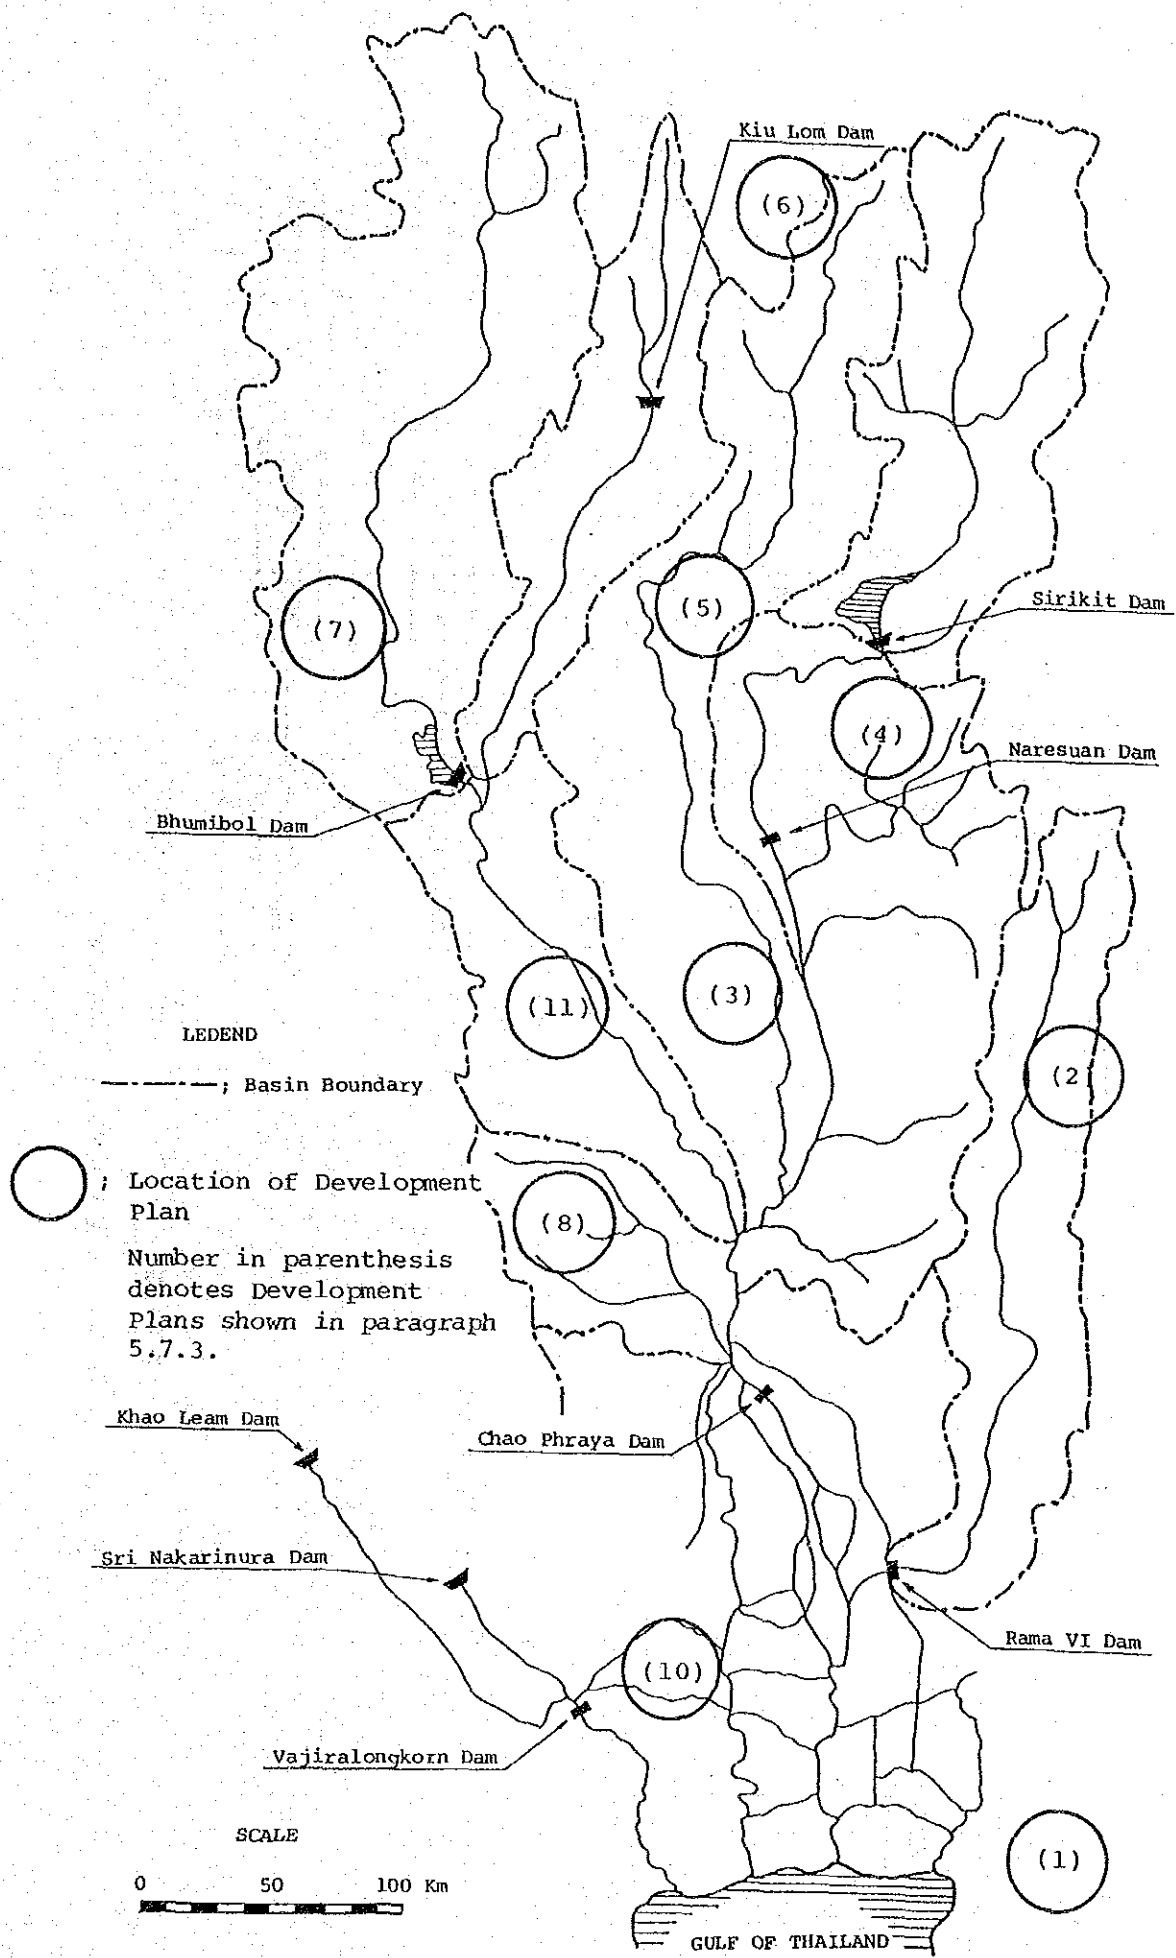 Kiu Lom Dam
(6)
(5)
Sirikit Dam
(7)
(4)
Naresuan Dam
Bhumibol Dam
(3)
(11)
LEDEND
; Basin Boundary
(2)
; Location of Development
Plan
(8)
Number in parenthesis
denotes Development
Plans shown in paragraph
5.7.3.
Khao Leam Dam
Chao Phraya Dam
Sri Nakarinura Dam
Rama VI Dam
(10)
Vajiralongkorn Dam
SCALE
(1)
0 50 100 Km
GULF OF THAILAND